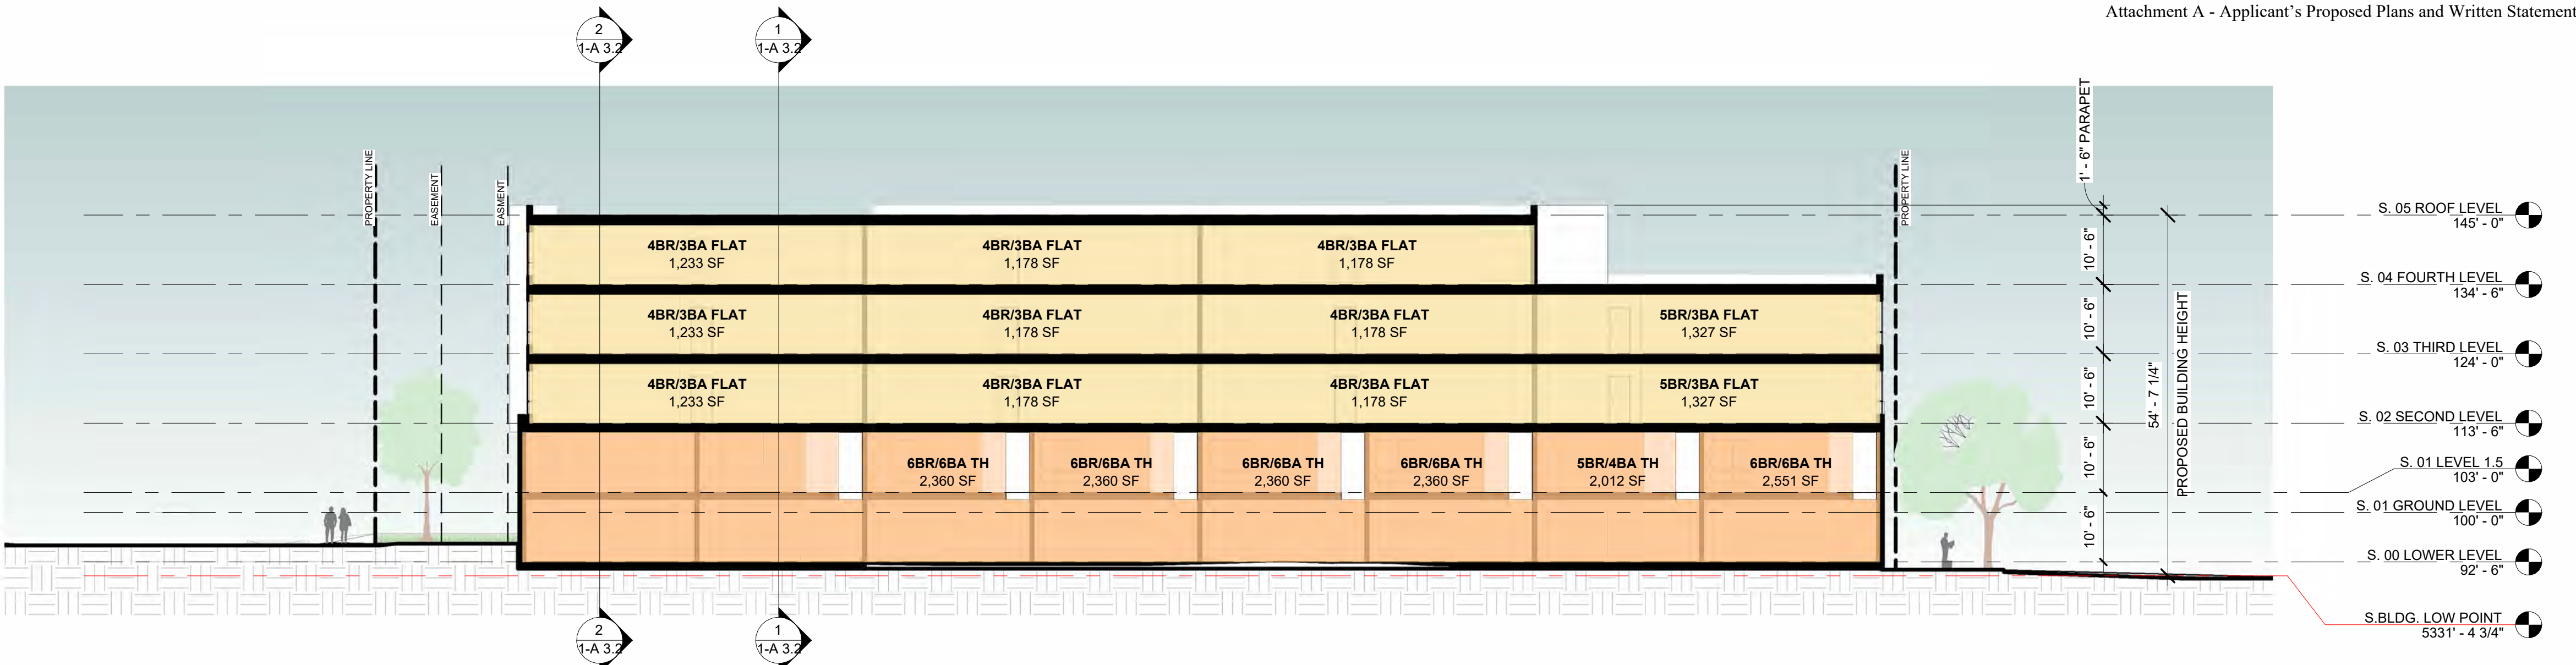 Attachment A - Applicant's Proposed Plans and Written Statement
2
1-A 3.2
1
1-A 3.2
PROPERTY LINE
EASEMENT
EASMENT
PROPERTY LINE
1' - 6" PARAPET
4BR/3BA FLAT
1,233 SF
4BR/3BA FLAT
1,178 SF
4BR/3BA FLAT
1,178 SF
4BR/3BA FLAT
1,233 SF
4BR/3BA FLAT
1,178 SF
4BR/3BA FLAT
1,178 SF
5BR/3BA FLAT
1,327 SF
4BR/3BA FLAT
1,233 SF
4BR/3BA FLAT
1,178 SF
4BR/3BA FLAT
1,178 SF
5BR/3BA FLAT
1,327 SF
6BR/6BA TH
2,360 SF
6BR/6BA TH
2,360 SF
6BR/6BA TH
2,360 SF
6BR/6BA TH
2,360 SF
5BR/4BA TH
2,012 SF
6BR/6BA TH
2,551 SF
10' - 6"
10' - 6"
10' - 6"
10' - 6"
10' - 6"
54' - 7 1/4"
PROPOSED BUILDING HEIGHT
S. 05 ROOF LEVEL
145' - 0"
S. 04 FOURTH LEVEL
134' - 6"
S. 03 THIRD LEVEL
124' - 0"
S. 02 SECOND LEVEL
113' - 6"
S. 01 LEVEL 1.5
103' - 0"
S. 01 GROUND LEVEL
100' - 0"
S. 00 LOWER LEVEL
92' - 6"
S.BLDG. LOW POINT
5331' - 4 3/4"
2
1-A 3.2
1
1-A 3.2